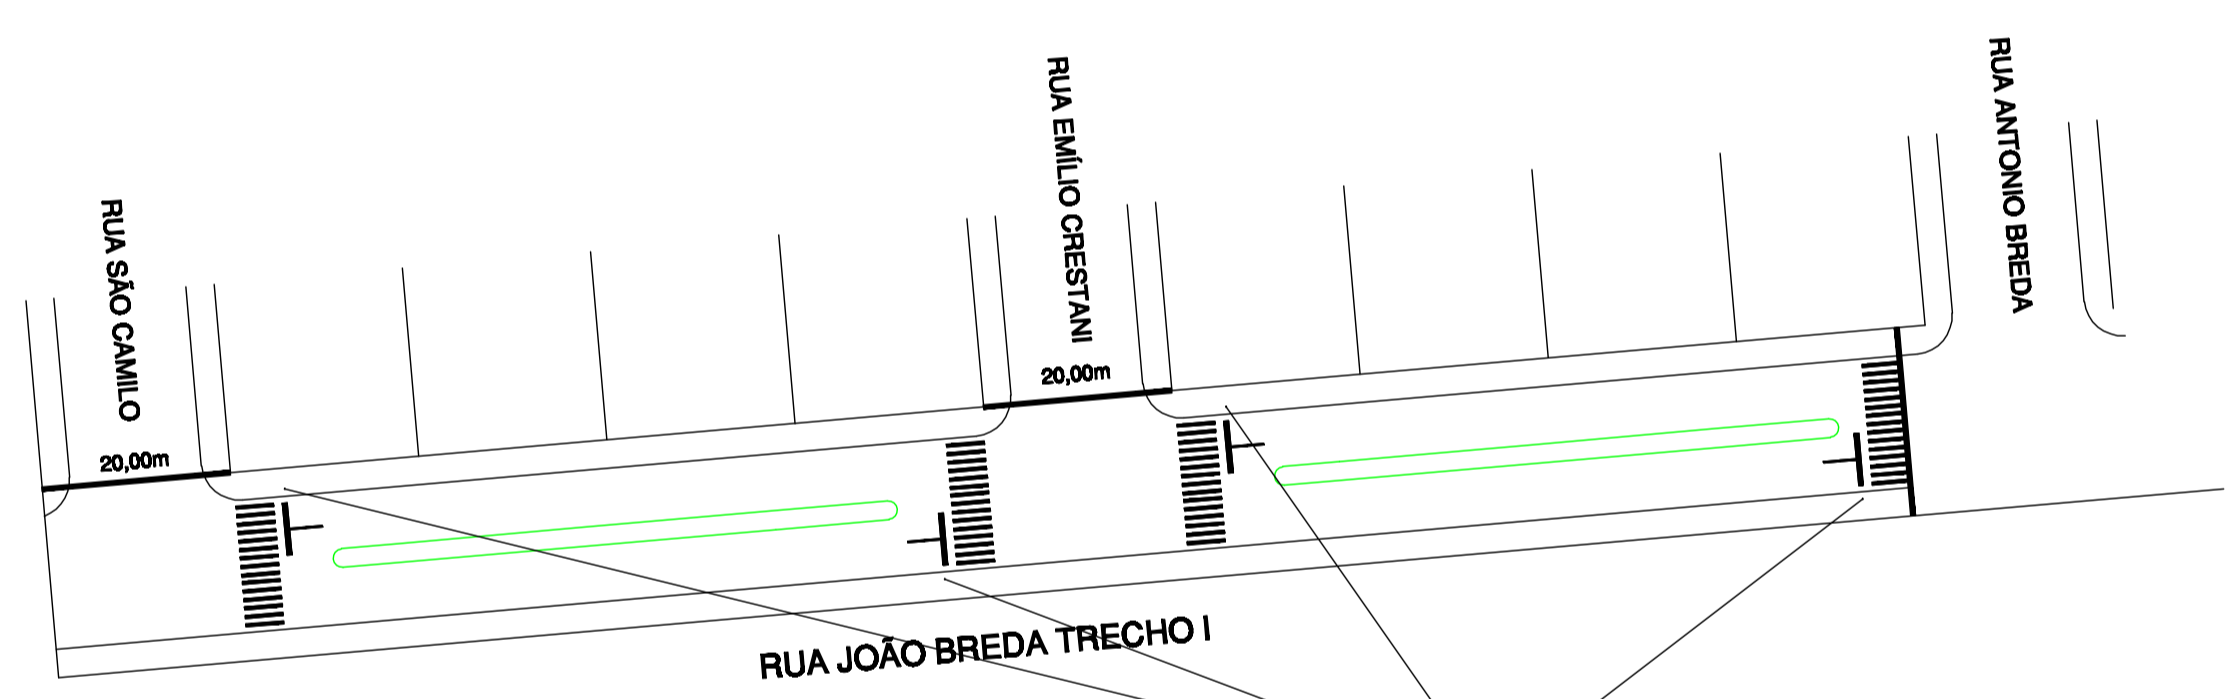 RUA SÃO CAMILO
20,00m
RUA EMÍLIO CRESTANI
20,00m
RUA ANTONIO BREDA
RUA JOÃO BREDA TRECHO I